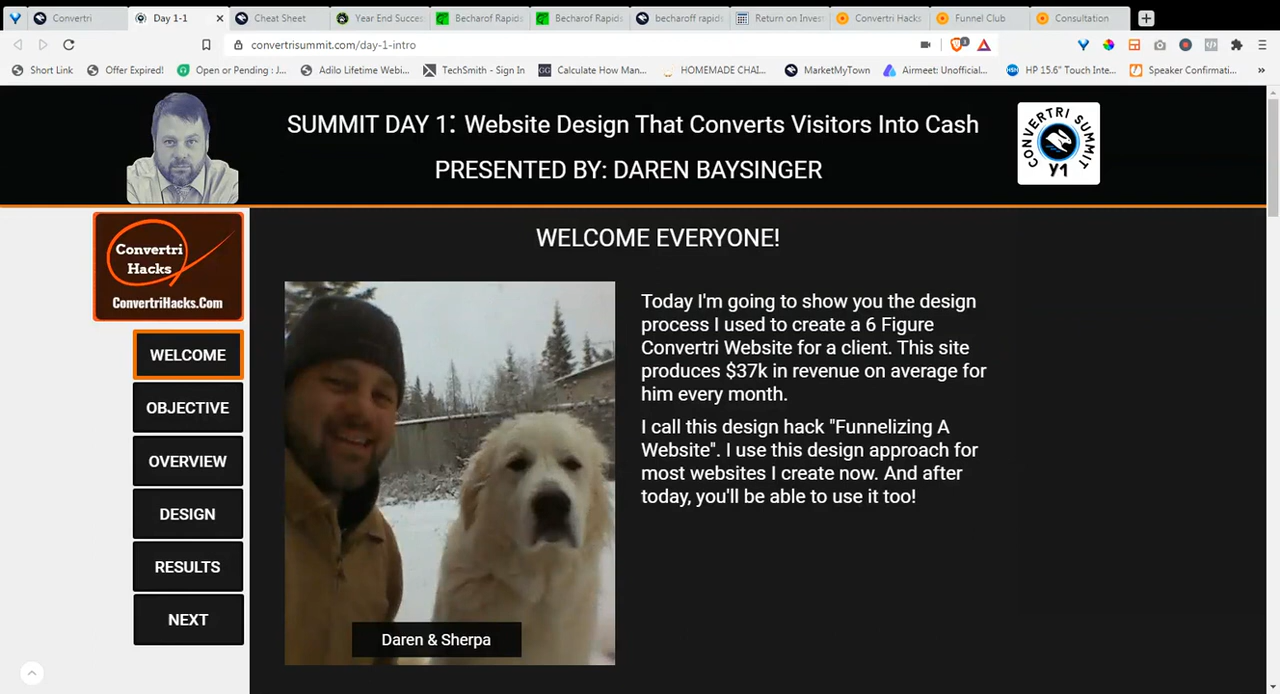 Convertri
Day 1-1
Cheat Sheet
Year End Succes
Becharof Rapids
Becharof Rapids
becharoff rapids
Return on Invest
Convertri Hacks
Funnel Club
Consultation
convertrisummit.com/day-1-intro
Short Link
Offer Expired!
Open or Pending : J...
Adilo Lifetime Webi...
TechSmith - Sign In
Calculate How Man...
HOMEMADE CHAI...
MarketMyTown
Airmeet: Unofficial...
HP 15.6" Touch Inte...
Speaker Confirmati...
SUMMIT DAY 1: Website Design That Converts Visitors Into Cash
PRESENTED BY: DAREN BAYSINGER
CONVERTRI SUMMIT
Y1
Convertri
Hacks
ConvertriHacks.Com
WELCOME
OBJECTIVE
OVERVIEW
DESIGN
RESULTS
NEXT
WELCOME EVERYONE!
Today I'm going to show you the design
process I used to create a 6 Figure
Convertri Website for a client. This site
produces $37k in revenue on average for
him every month.
I call this design hack "Funnelizing A
Website". I use this design approach for
most websites I create now. And after
today, you'll be able to use it too!
Daren & Sherpa